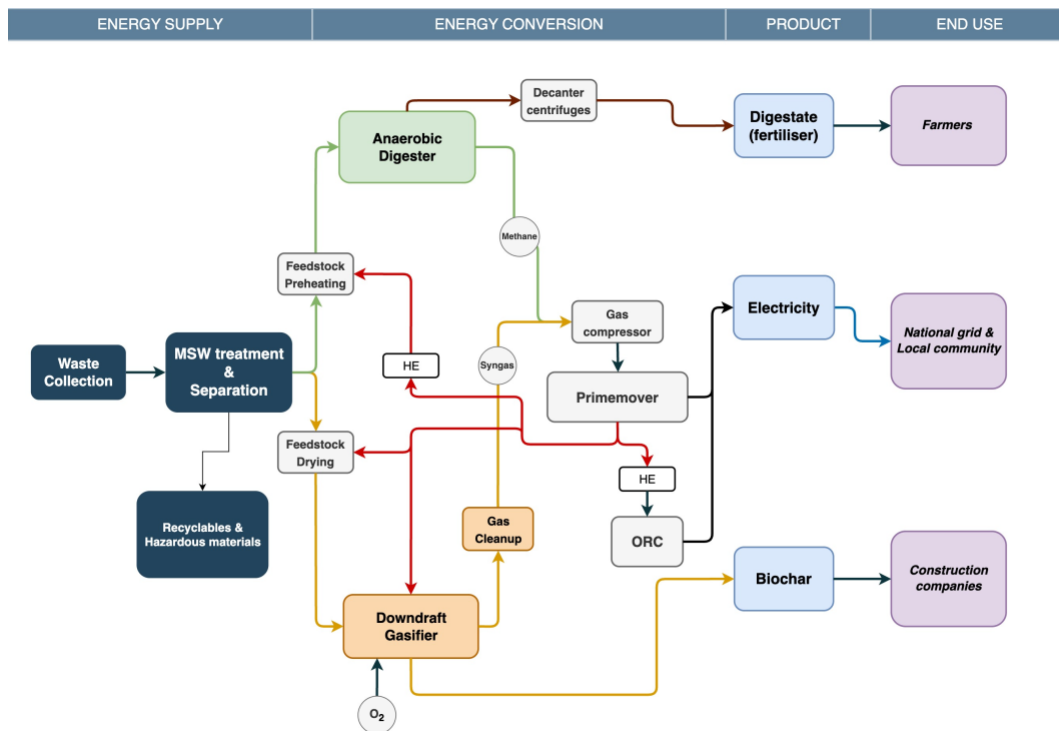 ENERGY SUPPLY
ENERGY CONVERSION
PRODUCT
END USE
Decanter
centrifuges
Anaerobic
Digester
Digestate
(fertiliser)
Farmers
Methane
Feedstock
Preheating
Gas
compressor
Electricity
National grid &
Local community
Waste
Collection
MSW treatment
&
Separation
HE
Syngas
Primemover
Feedstock
Drying
HE
Recyclables &
Hazardous materials
Gas
Cleanup
ORC
Biochar
Construction
companies
Downdraft
Gasifier
O2